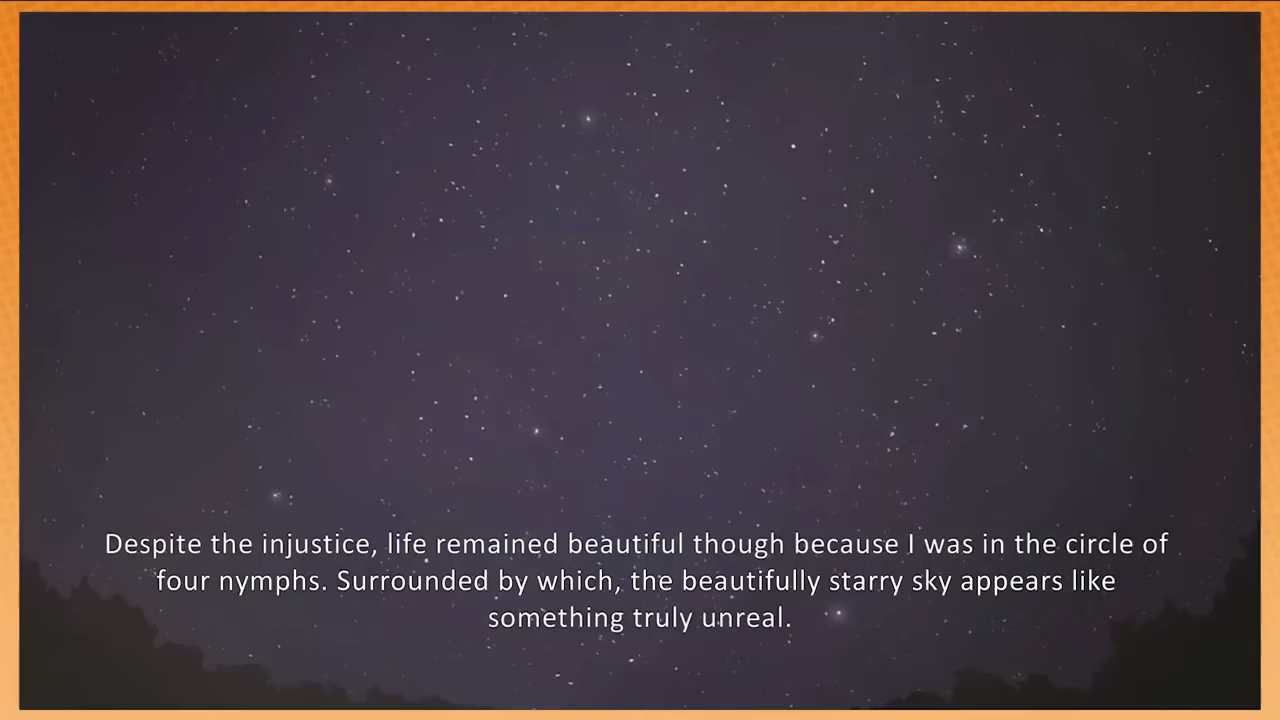 Despite the injustice, life remained beautiful though because I was in the circle of
four nymphs. Surrounded by which, the beautifully starry sky appears like
something truly unreal.